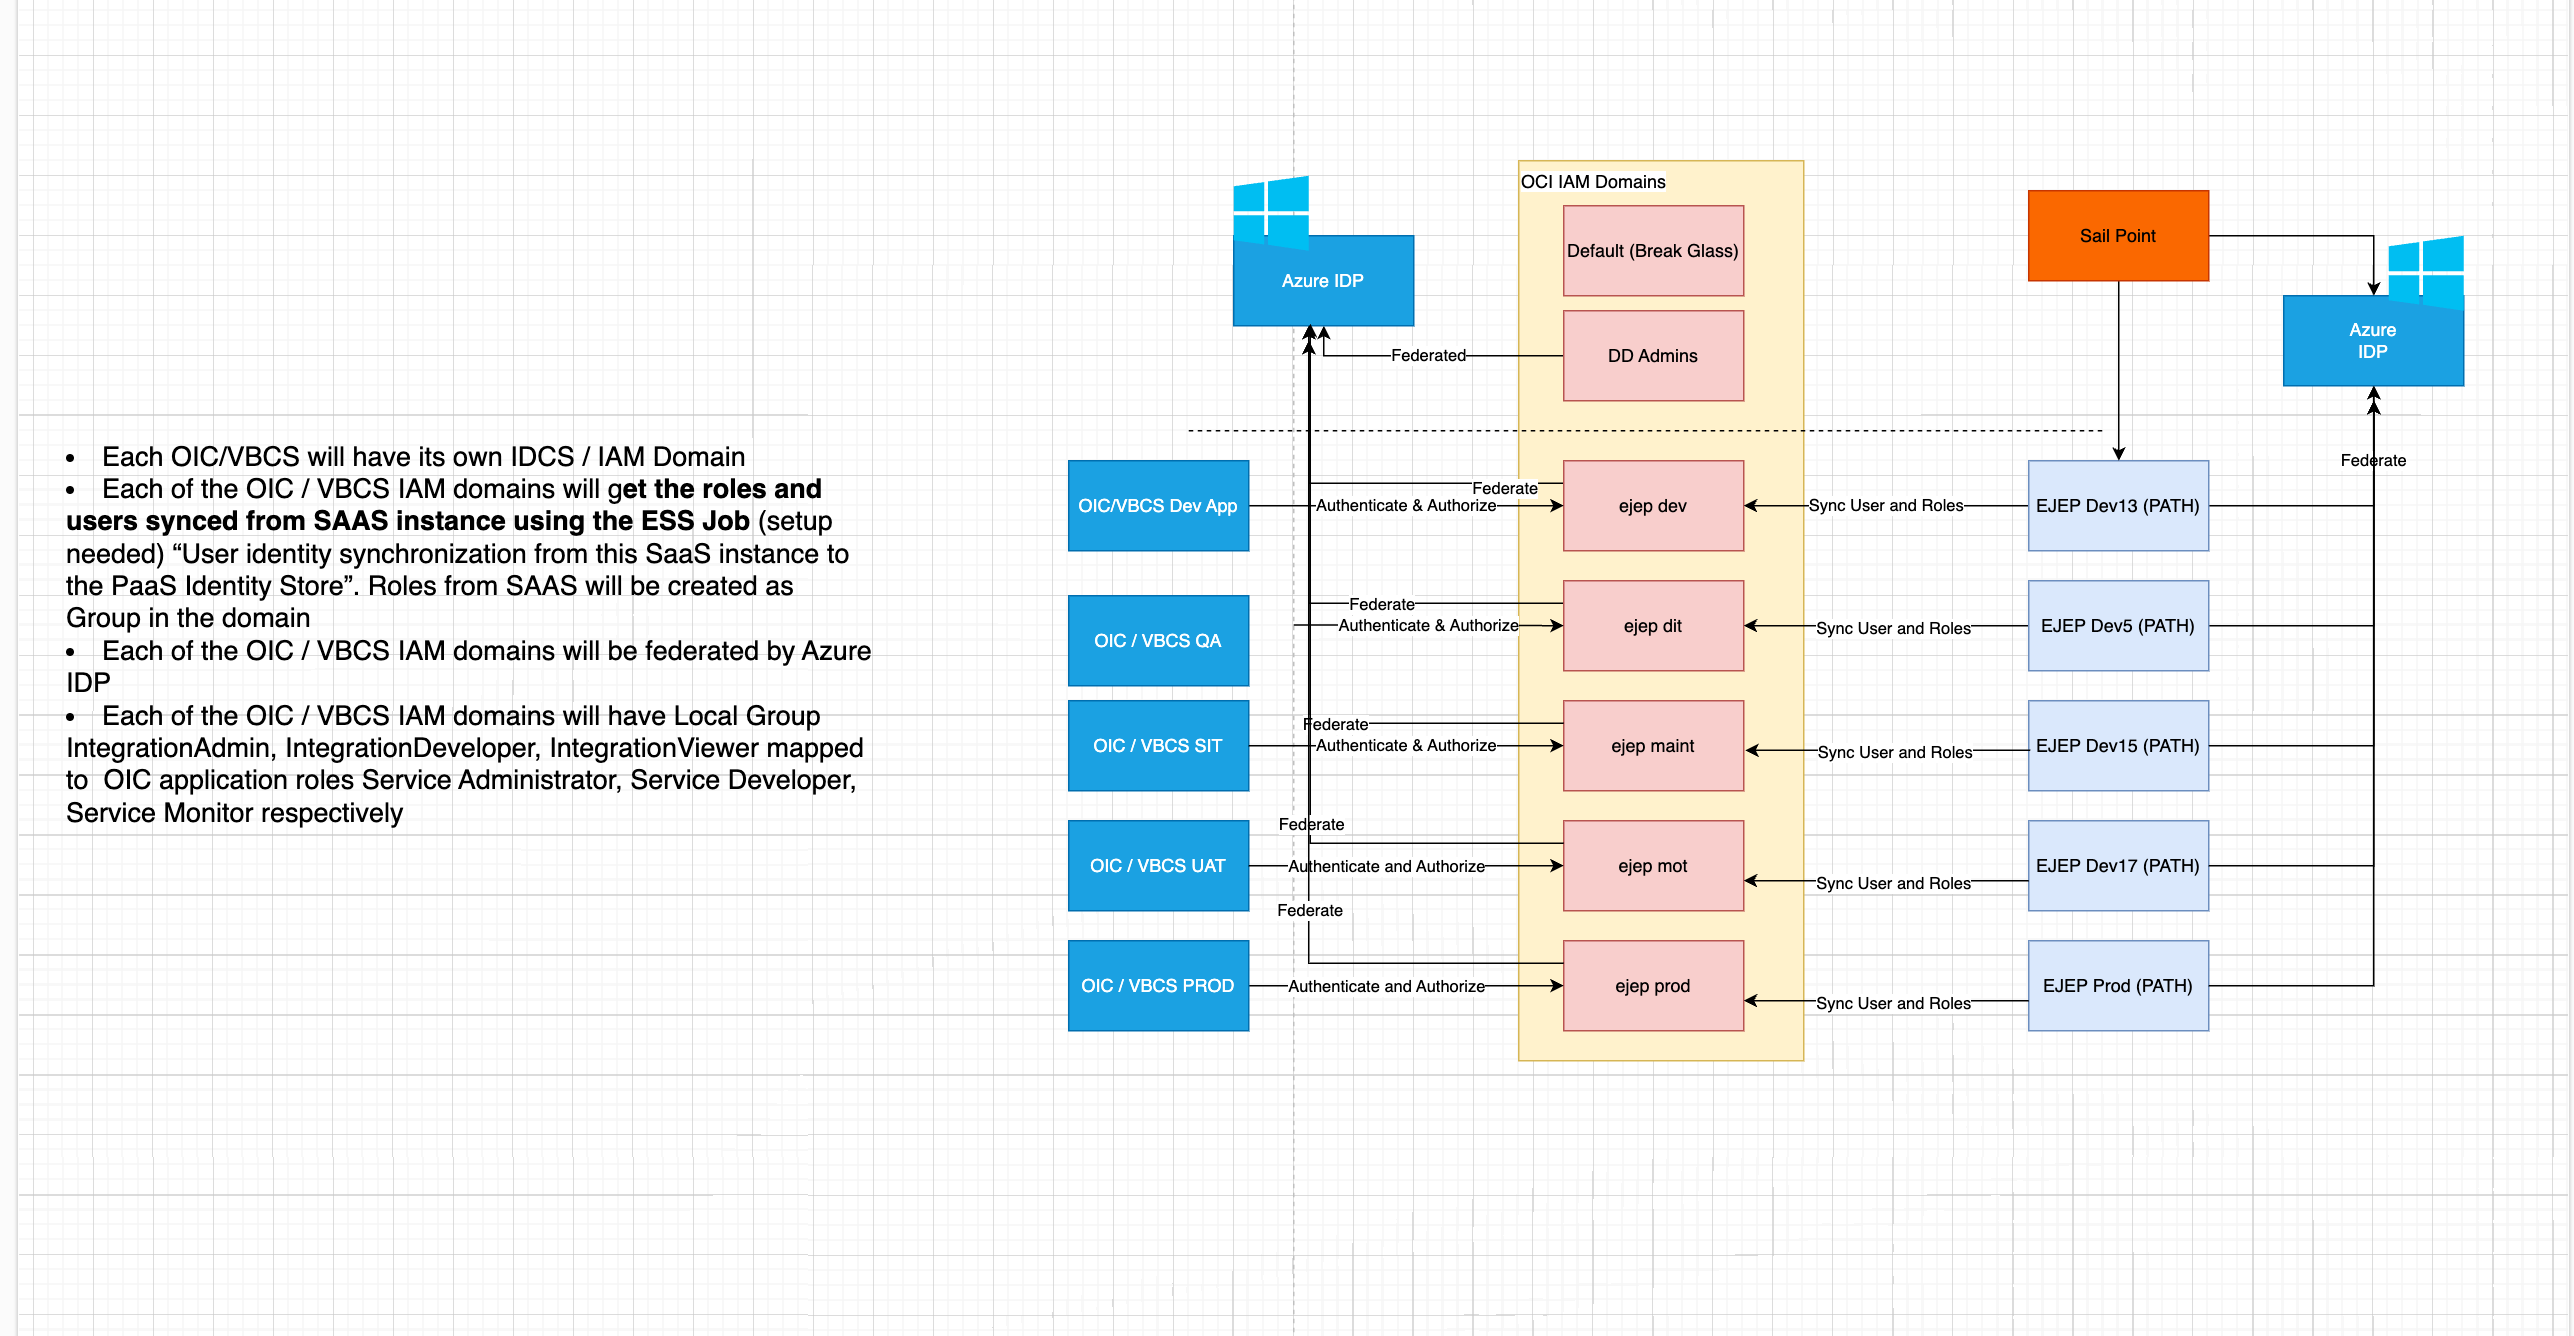 • Each OIC/VBCS will have its own IDCS / IAM Domain
• Each of the OIC / VBCS IAM domains will get the roles and
users synced from SAAS instance using the ESS Job (setup
needed) “User identity synchronization from this SaaS instance to
the PaaS Identity Store”. Roles from SAAS will be created as
Group in the domain
• Each of the OIC / VBCS IAM domains will be federated by Azure
IDP
• Each of the OIC / VBCS IAM domains will have Local Group
IntegrationAdmin, IntegrationDeveloper, IntegrationViewer mapped
to OIC application roles Service Administrator, Service Developer,
Service Monitor respectively
Azure IDP
OCI IAM Domains
Default (Break Glass)
DD Admins
Federated
Sail Point
Azure
IDP
Federate
OIC/VBCS Dev App
Federate
Authenticate & Authorize
ejep dev
Sync User and Roles
EJEP Dev13 (PATH)
OIC / VBCS QA
Federate
Authenticate & Authorize
ejep dit
Sync User and Roles
EJEP Dev5 (PATH)
OIC / VBCS SIT
Federate
Authenticate & Authorize
ejep maint
Sync User and Roles
EJEP Dev15 (PATH)
OIC / VBCS UAT
Federate
Authenticate and Authorize
ejep mot
Sync User and Roles
EJEP Dev17 (PATH)
OIC / VBCS PROD
Federate
Authenticate and Authorize
ejep prod
Sync User and Roles
EJEP Prod (PATH)